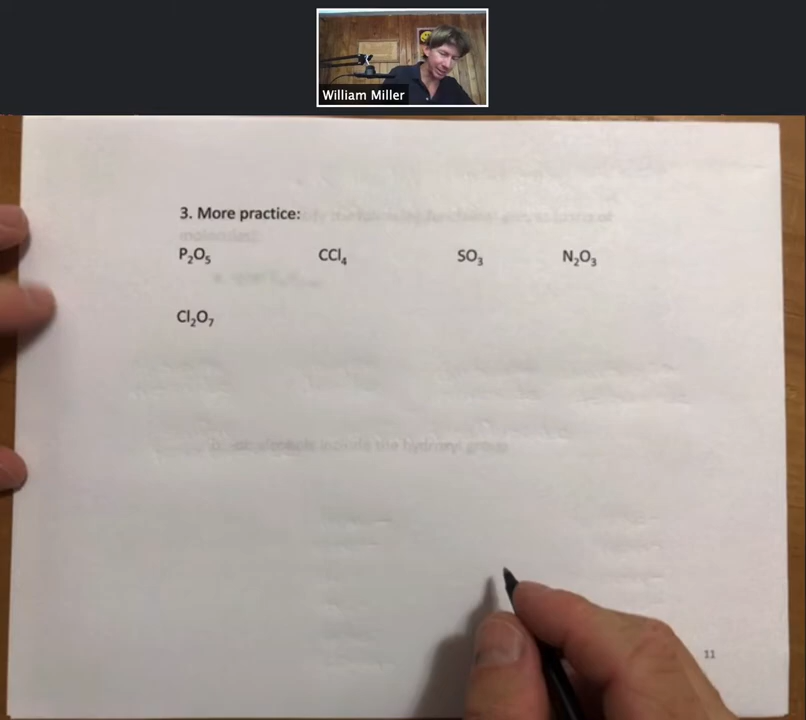 William Miller
3. More practice:
P₂O₅ CCl₄ SO₃ N₂O₃
Cl₂O₇
11